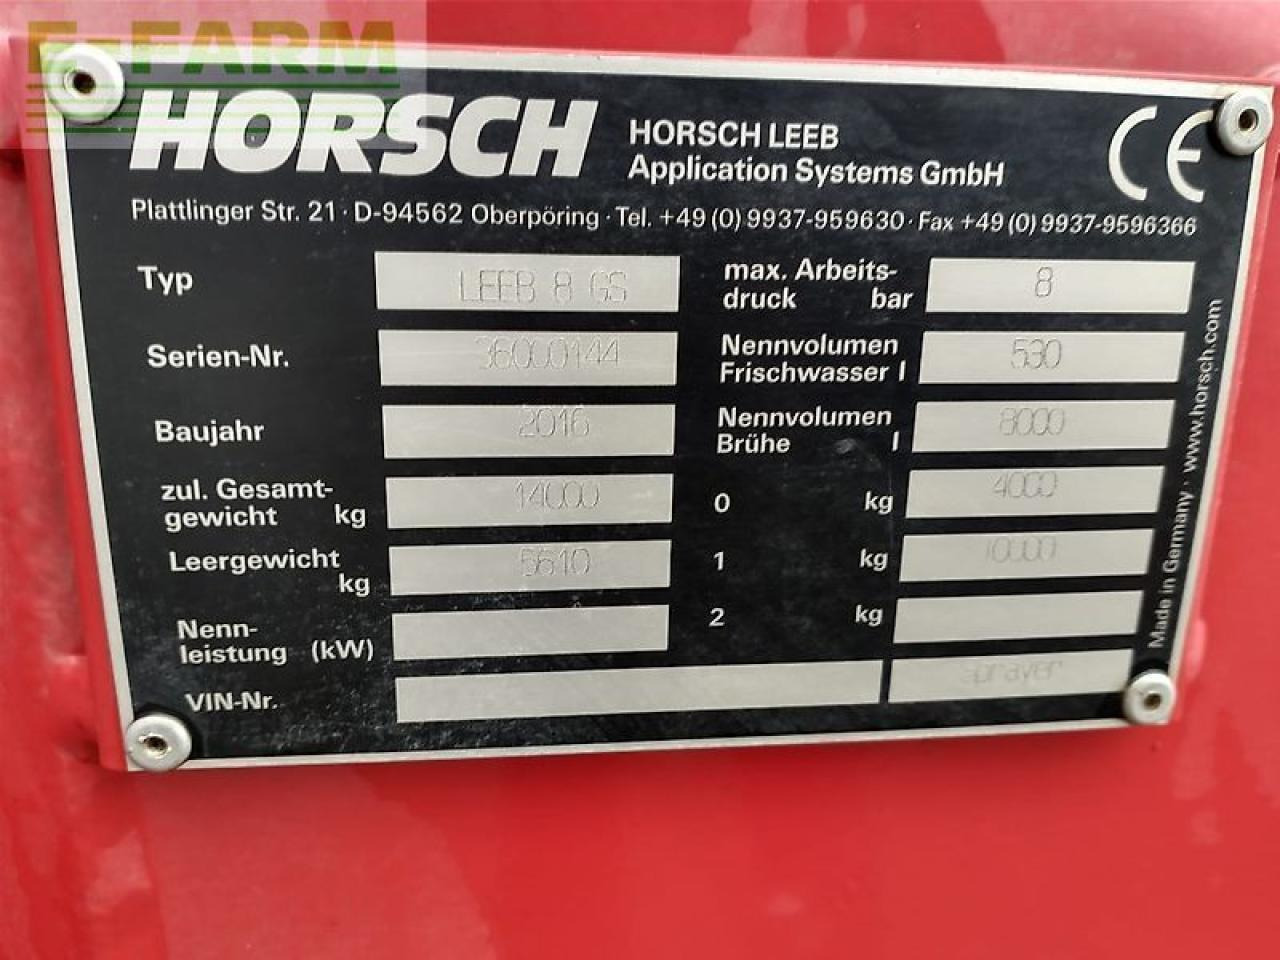 E-FARM
HORSCH
HORSCH LEEB
Application Systems GmbH
CE
Plattlinger Str. 21 · D-94562 Oberpöring · Tel. +49 (0) 9937-959630 · Fax +49 (0) 9937-9596366
Typ LEEB 8 GS
Serien-Nr. 36000144
Baujahr 2016
zul. Gesamt-
gewicht kg 14000
Leergewicht
kg 5610
Nenn-
leistung (kW)
VIN-Nr.
max. Arbeits-
druck bar 8
Nennvolumen
Frischwasser l 530
Nennvolumen
Brühe l 8000
0 kg 4000
1 kg 10000
2 kg
sprayer
Made in Germany · www.horsch.com